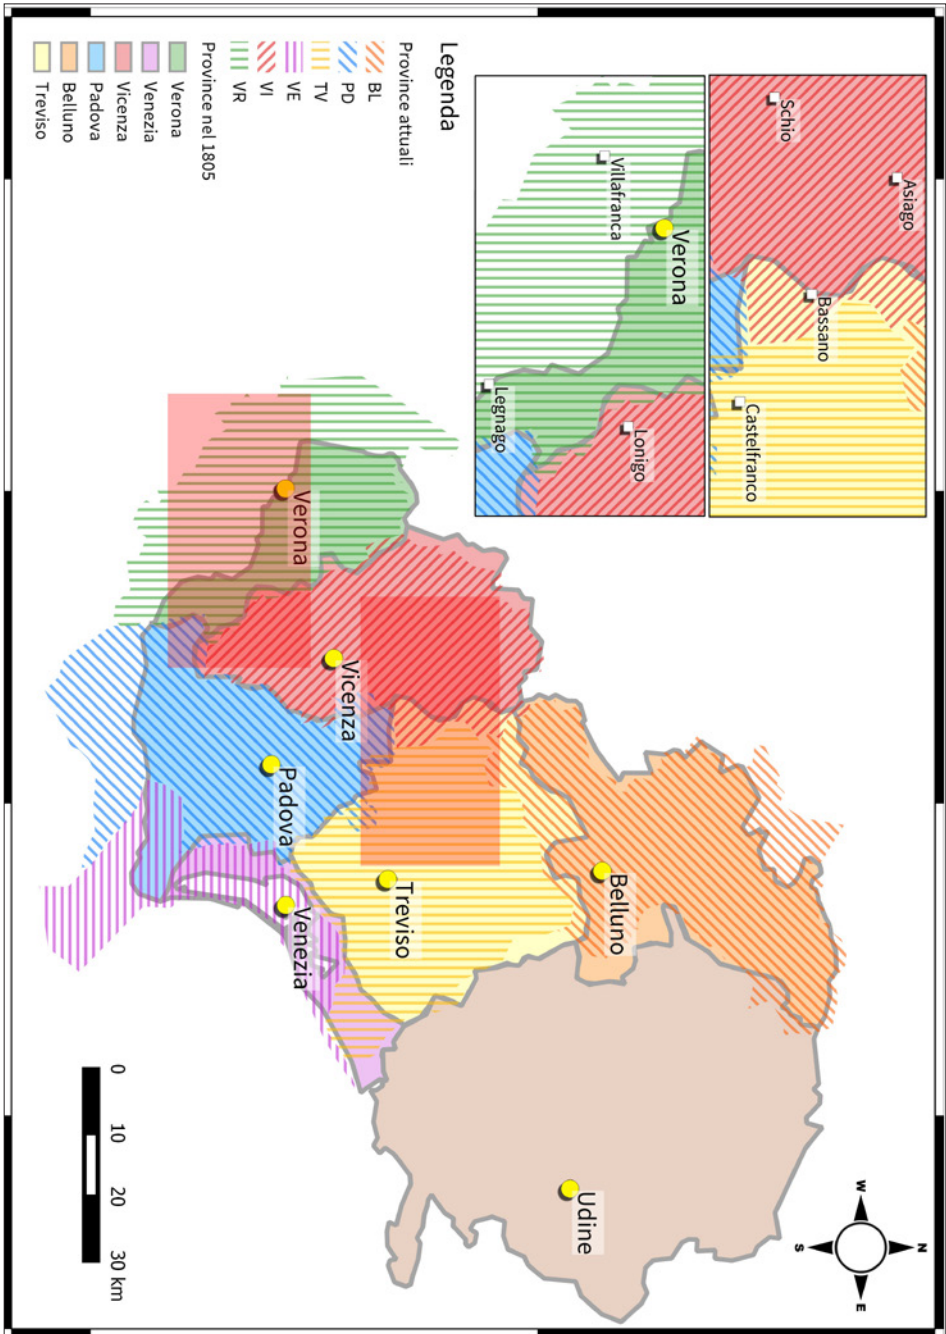 Schio
Asiago
Bassano
Castelfranco
Villafranca
Verona
Legnago
Lonigo
Legenda
Province attuali
BL
PD
TV
VE
VI
VR
Province nel 1805
Verona
Venezia
Vicenza
Padova
Belluno
Treviso
Verona
Vicenza
Padova
Treviso
Venezia
Belluno
Udine
N
W
E
S
0 10 20 30 km